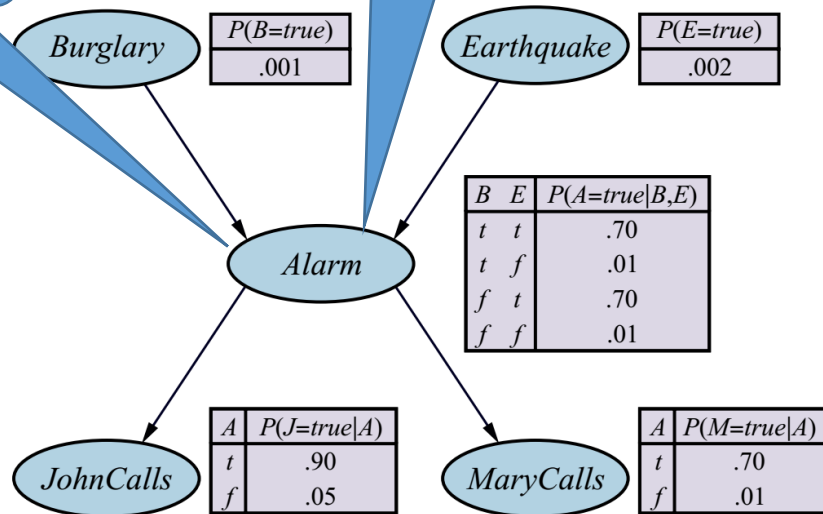 Burglary
P(B=true)
.001
Earthquake
P(E=true)
.002
Alarm
B E P(A=true|B,E)
t t .70
t f .01
f t .70
f f .01
JohnCalls
A P(J=true|A)
t .90
f .05
MaryCalls
A P(M=true|A)
t .70
f .01